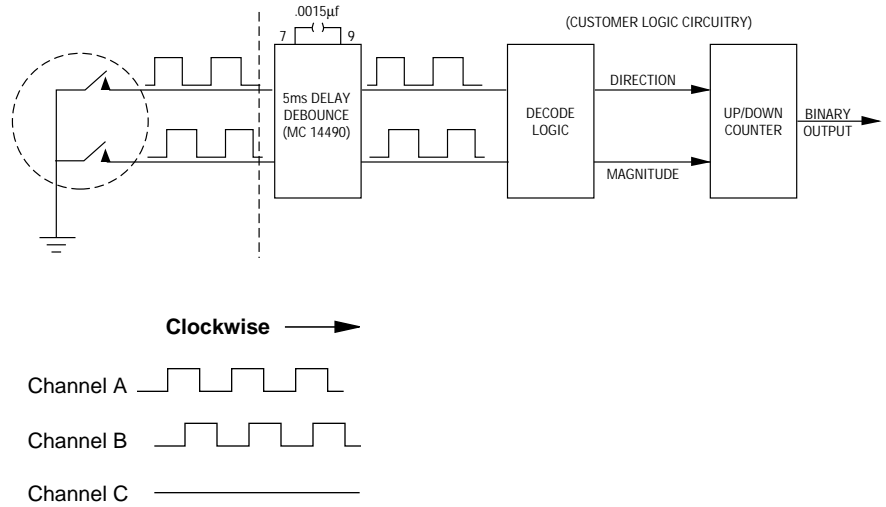 .0015µf
7 9
(CUSTOMER LOGIC CIRCUITRY)
5ms DELAY
DEBOUNCE
(MC 14490)
DECODE
LOGIC
DIRECTION
MAGNITUDE
UP/DOWN
COUNTER
BINARY
OUTPUT
Clockwise
Channel A
Channel B
Channel C